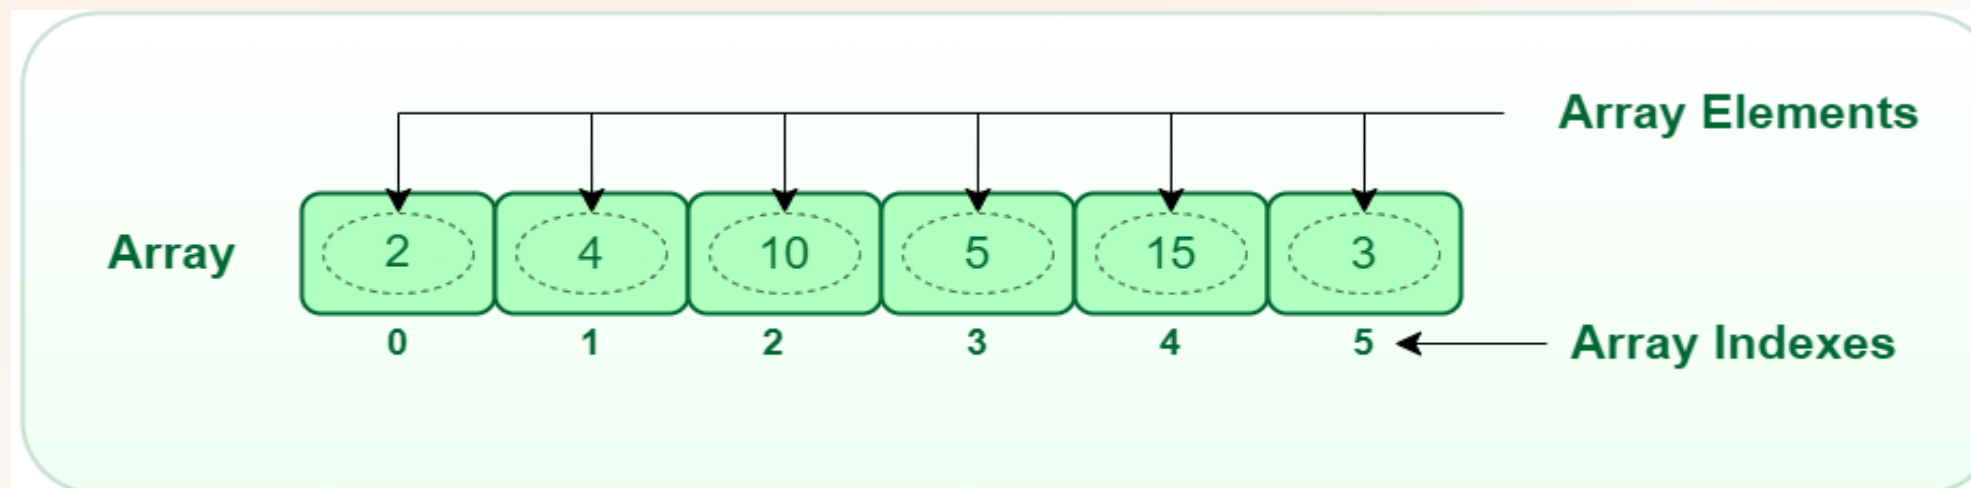 Array Elements
Array 2 4 10 5 15 3
0 1 2 3 4 5 Array Indexes